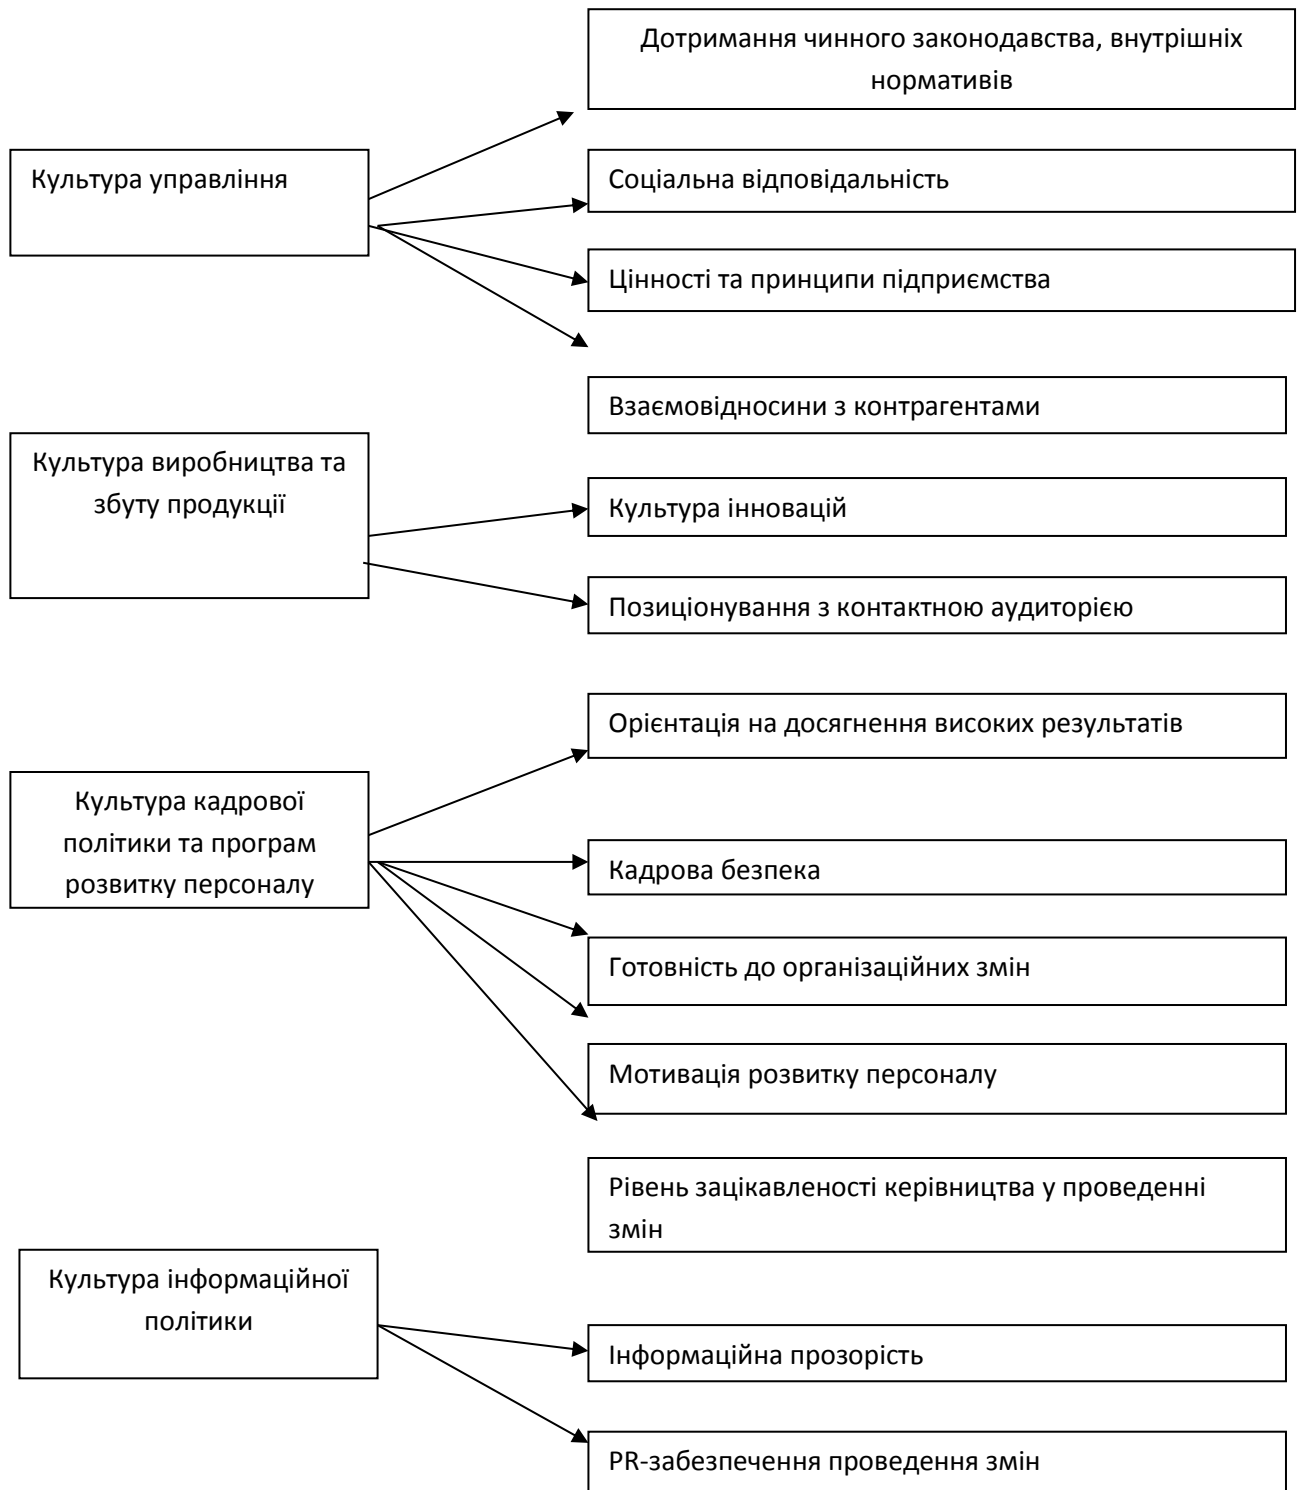 Дотримання чинного законодавства, внутрішніх
нормативів
Культура управління
Соціальна відповідальність
Цінності та принципи підприємства
Взаємовідносини з контрагентами
Культура виробництва та
збуту продукції
Культура інновацій
Позиціонування з контактною аудиторією
Орієнтація на досягнення високих результатів
Культура кадрової
політики та програм
розвитку персоналу
Кадрова безпека
Готовність до організаційних змін
Мотивація розвитку персоналу
Рівень зацікавленості керівництва у проведенні
змін
Культура інформаційної
політики
Інформаційна прозорість
PR-забезпечення проведення змін